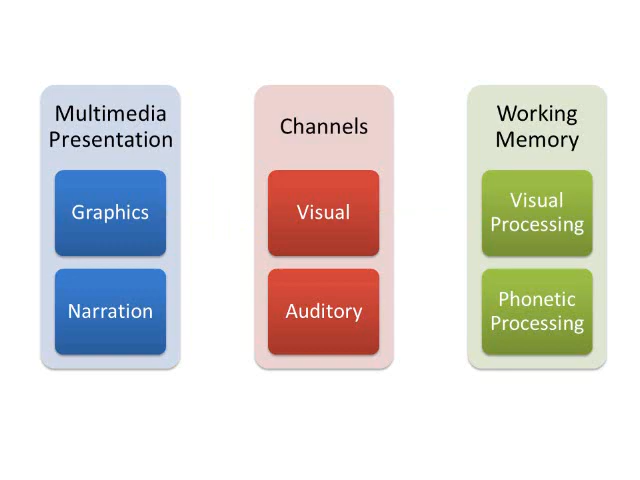 Multimedia
Presentation
Graphics
Narration
Channels
Visual
Auditory
Working
Memory
Visual
Processing
Phonetic
Processing